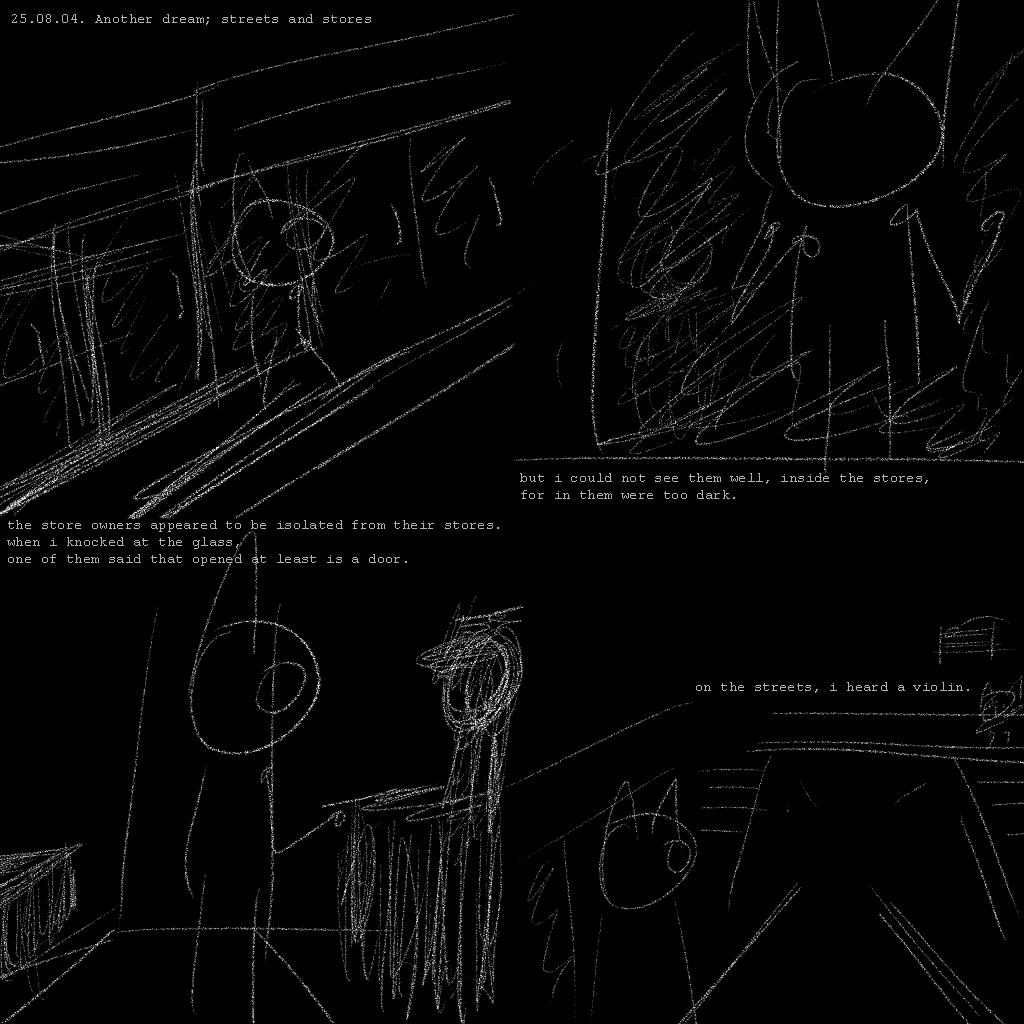 25.08.04. Another dream; streets and stores
but i could not see them well, inside the stores,
for in them were too dark.
the store owners appeared to be isolated from their stores.
when i knocked at the glass,
one of them said that opened at least is a door.
on the streets, i heard a violin.